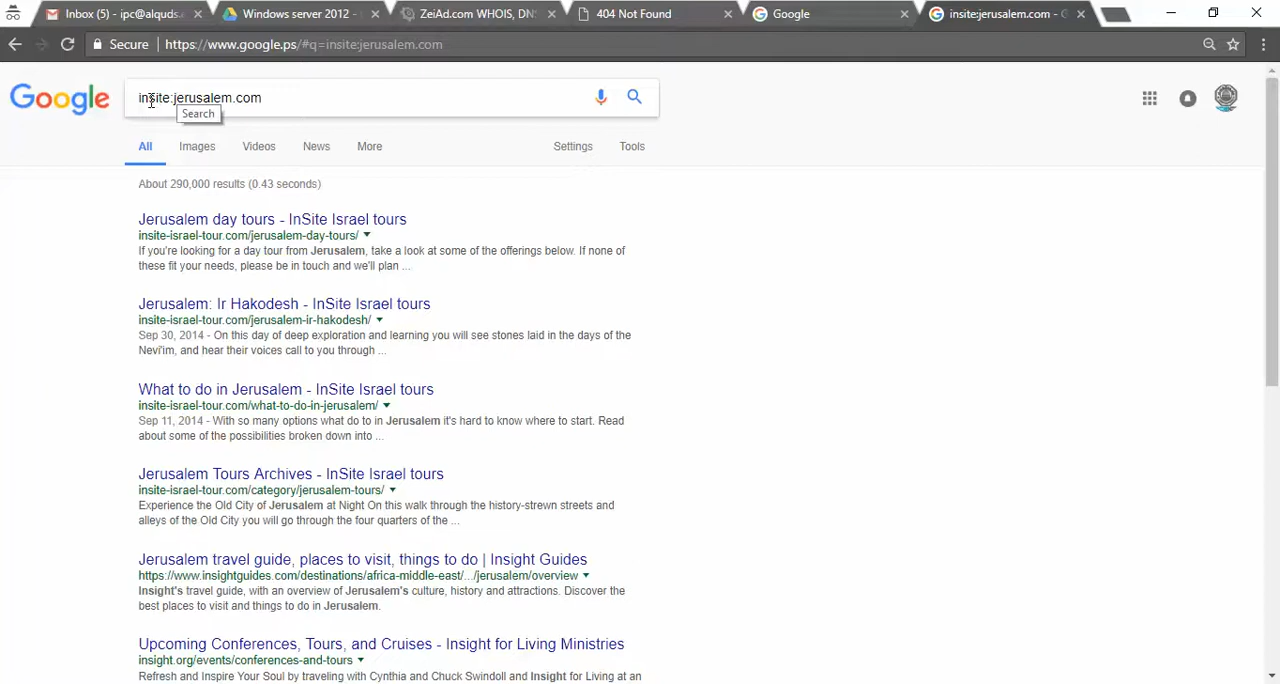 Inbox (5) - ipc@alquds.
Windows server 2012 -
ZeiAd.com WHOIS, DN
404 Not Found
Google
insite:jerusalem.com - G
Secure
https://www.google.ps/#q=insite:jerusalem.com
Google
insite:jerusalem.com
Search
All Images Videos News More Settings Tools
About 290,000 results (0.43 seconds)
Jerusalem day tours - InSite Israel tours
insite-israel-tour.com/jerusalem-day-tours/
If you're looking for a day tour from Jerusalem, take a look at some of the offerings below. If none of
these fit your needs, please be in touch and we'll plan ...
Jerusalem: Ir Hakodesh - InSite Israel tours
insite-israel-tour.com/jerusalem-ir-hakodesh/
Sep 30, 2014 - On this day of deep exploration and learning you will see stones laid in the days of the
Nevi'im, and hear their voices call to you through ...
What to do in Jerusalem - InSite Israel tours
insite-israel-tour.com/what-to-do-in-jerusalem/
Sep 11, 2014 - With so many options what do to in Jerusalem it's hard to know where to start. Read
about some of the possibilities broken down into ...
Jerusalem Tours Archives - InSite Israel tours
insite-israel-tour.com/category/jerusalem-tours/
Experience the Old City of Jerusalem at Night On this walk through the history-strewn streets and
alleys of the Old City you will go through the four quarters of the ...
Jerusalem travel guide, places to visit, things to do | Insight Guides
https://www.insightguides.com/destinations/africa-middle-east/.../jerusalem/overview
Insight's travel guide, with an overview of Jerusalem's culture, history and attractions. Discover the
best places to visit and things to do in Jerusalem.
Upcoming Conferences, Tours, and Cruises - Insight for Living Ministries
insight.org/events/conferences-and-tours
Refresh and Inspire Your Soul by traveling with Cynthia and Chuck Swindoll and Insight for Living at an